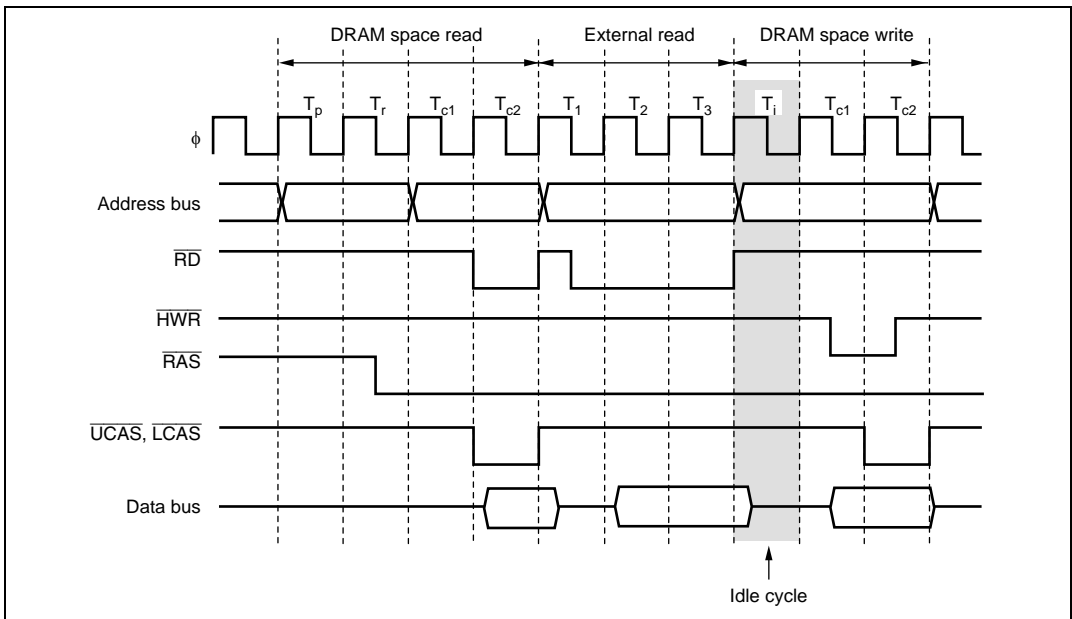 DRAM space read External read DRAM space write
Tp Tr Tc1 Tc2 T1 T2 T3 Ti Tc1 Tc2
ϕ
Address bus
RD
HWR
RAS
UCAS, LCAS
Data bus
Idle cycle